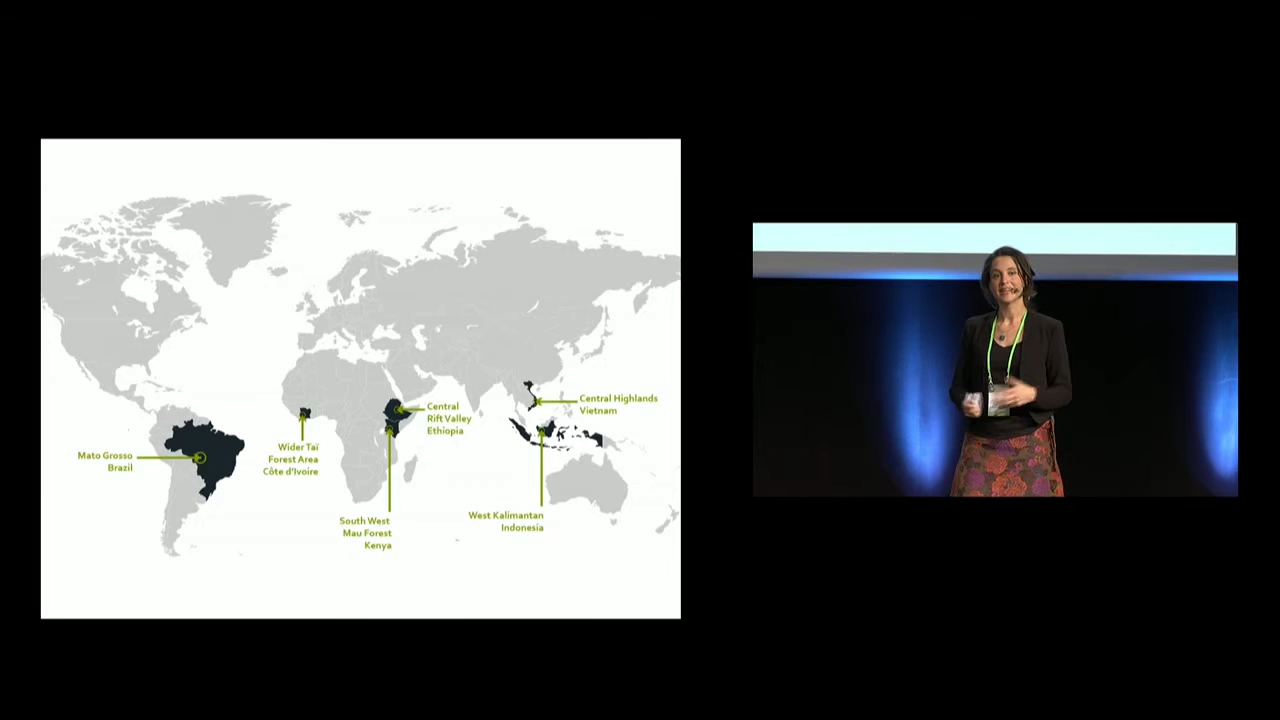 Mato Grosso
Brazil
Wider Taï
Forest Area
Côte d'Ivoire
South West
Mau Forest
Kenya
Central
Rift Valley
Ethiopia
West Kalimantan
Indonesia
Central Highlands
Vietnam